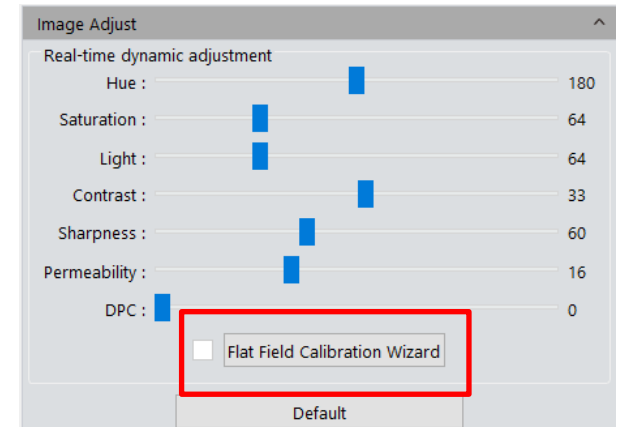 Image Adjust
Real-time dynamic adjustment
Hue : 180
Saturation : 64
Light : 64
Contrast : 33
Sharpness : 60
Permeability : 16
DPC : 0
Flat Field Calibration Wizard
Default